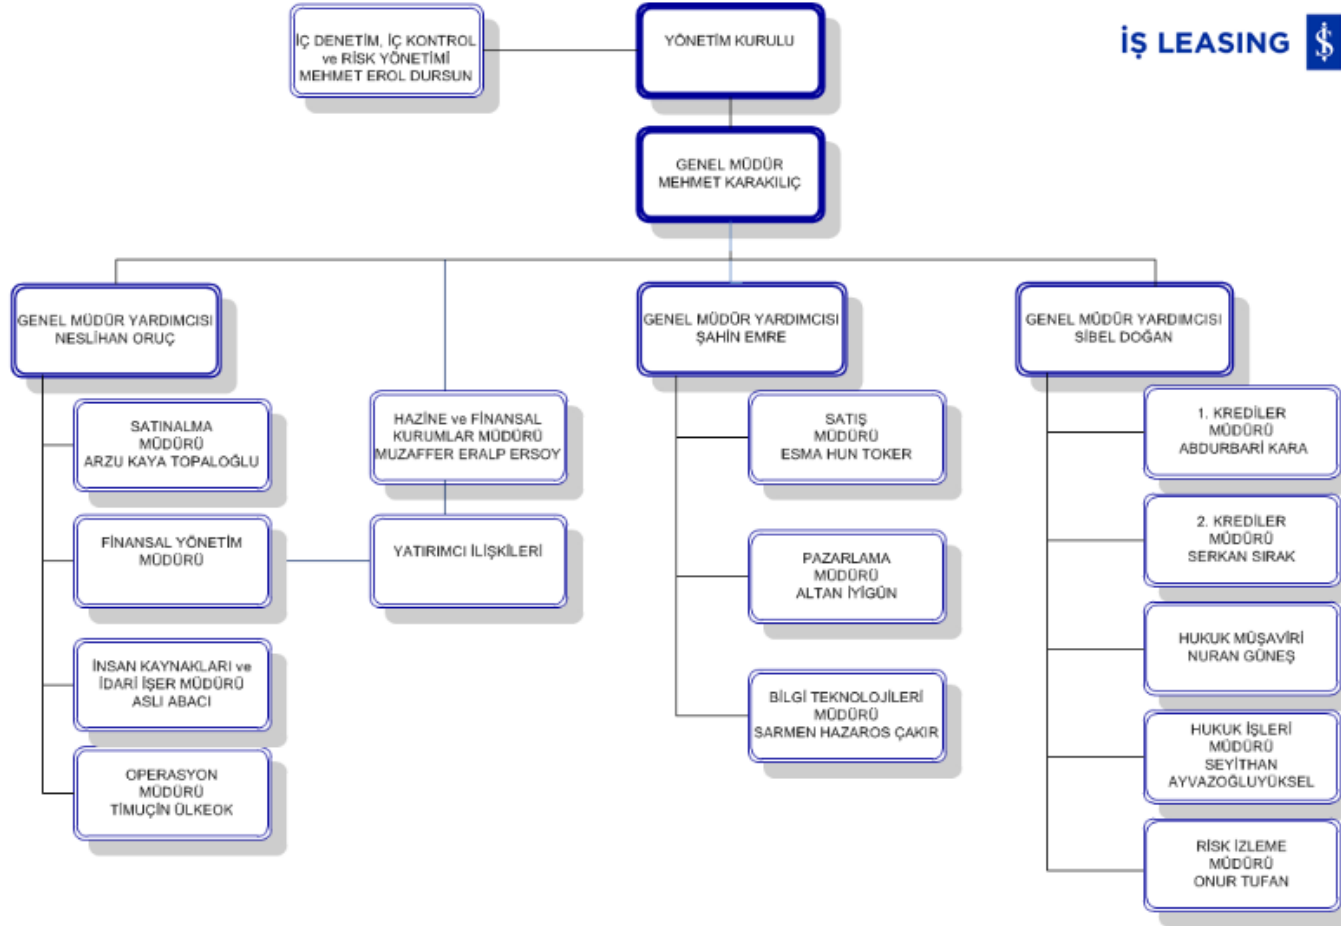 İÇ DENETİM, İÇ KONTROL
ve RİSK YÖNETİMİ
MEHMET EROL DURSUN
YÖNETİM KURULU
İŞ LEASING
GENEL MÜDÜR
MEHMET KARAKILIÇ
GENEL MÜDÜR YARDIMCISI
NESLİHAN ORUÇ
GENEL MÜDÜR YARDIMCISI
ŞAHİN EMRE
GENEL MÜDÜR YARDIMCISI
SİBEL DOĞAN
SATINALMA
MÜDÜRÜ
ARZU KAYA TOPALOĞLU
FİNANSAL YÖNETİM
MÜDÜRÜ
İNSAN KAYNAKLARI ve
İDARİ İŞER MÜDÜRÜ
ASLI ABACI
OPERASYON
MÜDÜRÜ
TİMUÇİN ÜLKEOK
HAZİNE ve FİNANSAL
KURUMLAR MÜDÜRÜ
MUZAFFER ERALP ERSOY
YATIRIMCI İLİŞKİLERİ
SATIŞ
MÜDÜRÜ
ESMA HUN TOKER
PAZARLAMA
MÜDÜRÜ
ALTAN İYİGÜN
BİLGİ TEKNOLOJİLERİ
MÜDÜRÜ
SARMEN HAZAROS ÇAKIR
1. KREDİLER
MÜDÜRÜ
ABDURBARİ KARA
2. KREDİLER
MÜDÜRÜ
SERKAN SIRAK
HUKUK MÜŞAVİRİ
NURAN GÜNEŞ
HUKUK İŞLERİ
MÜDÜRÜ
SEYİTHAN
AYVAZOĞLUYÜKSEL
RİSK İZLEME
MÜDÜRÜ
ONUR TUFAN